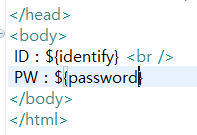 </head>
<body>
ID : ${identify} <br />
PW : ${password}
</body>
</html>